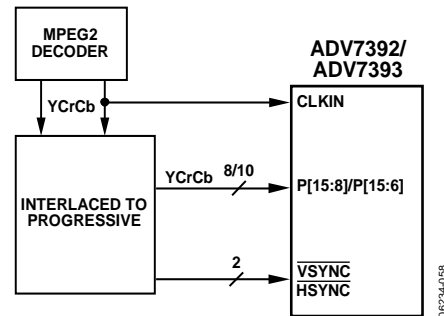 MPEG2
DECODER
YCrCb
INTERLACED TO
PROGRESSIVE
YCrCb
8/10
2
ADV7392/
ADV7393
CLKIN
P[15:8]/P[15:6]
VSYNC
HSYNC
06234-058